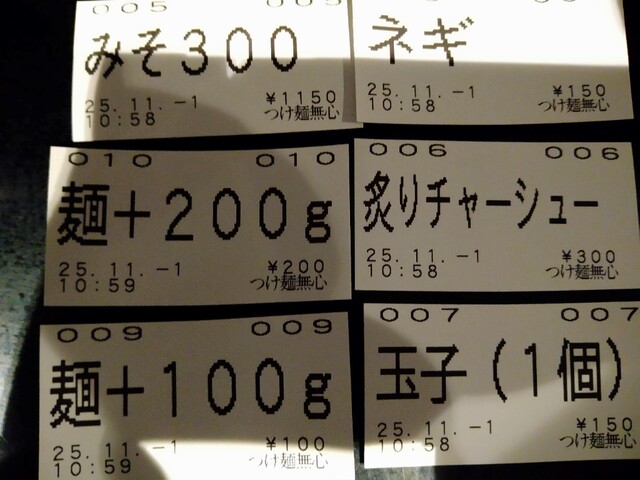 005 005
みそ300
25.11.-1 ¥1150
10:58 つけ麺無心
ネギ
25.11.-1 ¥150
10:58 つけ麺無心
010 010
麺+200g
25.11.-1 ¥200
10:59 つけ麺無心
006 006
炙りチャーシュー
25.11.-1 ¥300
10:58 つけ麺無心
009 009
麺+100g
25.11.-1 ¥100
10:59 つけ麺無心
007 007
玉子(1個)
25.11.-1 ¥150
10:58 つけ麺無心